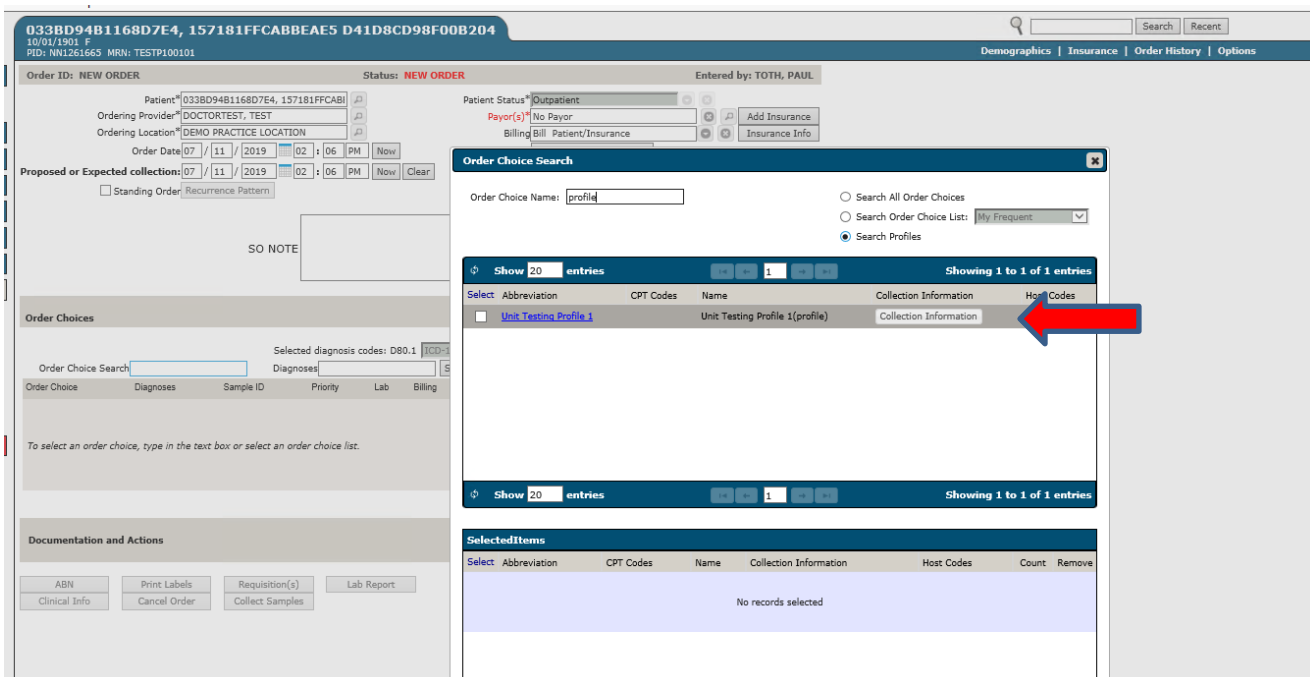 033BD94B1168D7E4, 157181FFCABBEAE5 D41D8CD98F00B204
Search Recent
10/01/1901 F
PID: NN1261665 MRN: TESTP100101
Demographics | Insurance | Order History | Options
Order ID: NEW ORDER Status: NEW ORDER Entered by: TOTH, PAUL
Patient* 033BD94B1168D7E4, 157181FFCABI Patient Status* Outpatient
Ordering Provider* DOCTORTEST, TEST Payor(s)* No Payor Add Insurance
Ordering Location* DEMO PRACTICE LOCATION Billing Bill Patient/Insurance Insurance Info
Order Date 07 / 11 / 2019 02 : 06 PM Now
Proposed or Expected collection: 07 / 11 / 2019 02 : 06 PM Now Clear
Standing Order Recurrence Pattern
SO NOTE
Order Choices
Selected diagnosis codes: D80.1 ICD-1
Order Choice Search Diagnoses S
Order Choice Diagnoses Sample ID Priority Lab Billing
To select an order choice, type in the text box or select an order choice list.
Documentation and Actions
ABN Print Labels Requisition(s) Lab Report
Clinical Info Cancel Order Collect Samples
Order Choice Search
Order Choice Name: profile
Search All Order Choices
Search Order Choice List: My Frequent
Search Profiles
Show 20 entries 1 Showing 1 to 1 of 1 entries
Select Abbreviation CPT Codes Name Collection Information Host Codes
Unit Testing Profile 1 Unit Testing Profile 1(profile) Collection Information
Show 20 entries 1 Showing 1 to 1 of 1 entries
SelectedItems
Select Abbreviation CPT Codes Name Collection Information Host Codes Count Remove
No records selected